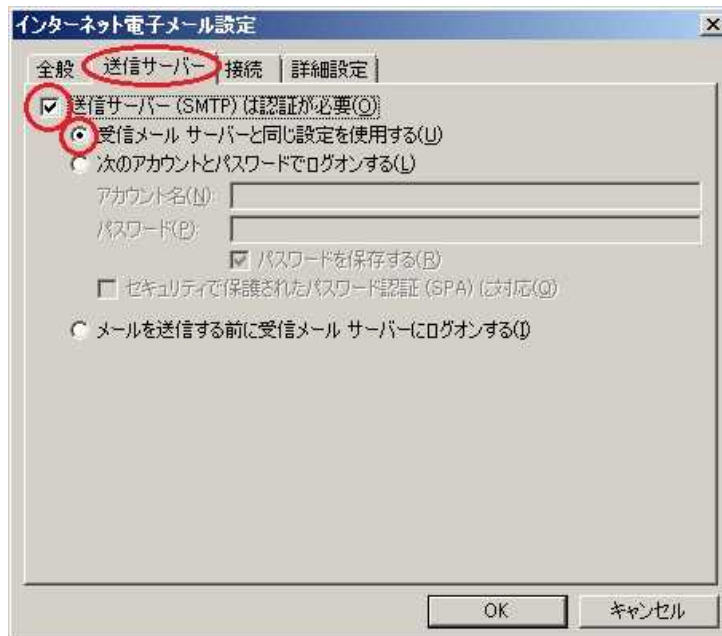 インターネット電子メール設定
全般 送信サーバー 接続 詳細設定
送信サーバー (SMTP) は認証が必要(O)
受信メール サーバーと同じ設定を使用する(U)
次のアカウントとパスワードでログオンする(L)
アカウント名(N):
パスワード(P):
パスワードを保存する(R)
セキュリティで保護されたパスワード認証 (SPA) に対応(Q)
メールを送信する前に受信メール サーバーにログオンする(I)
OK キャンセル